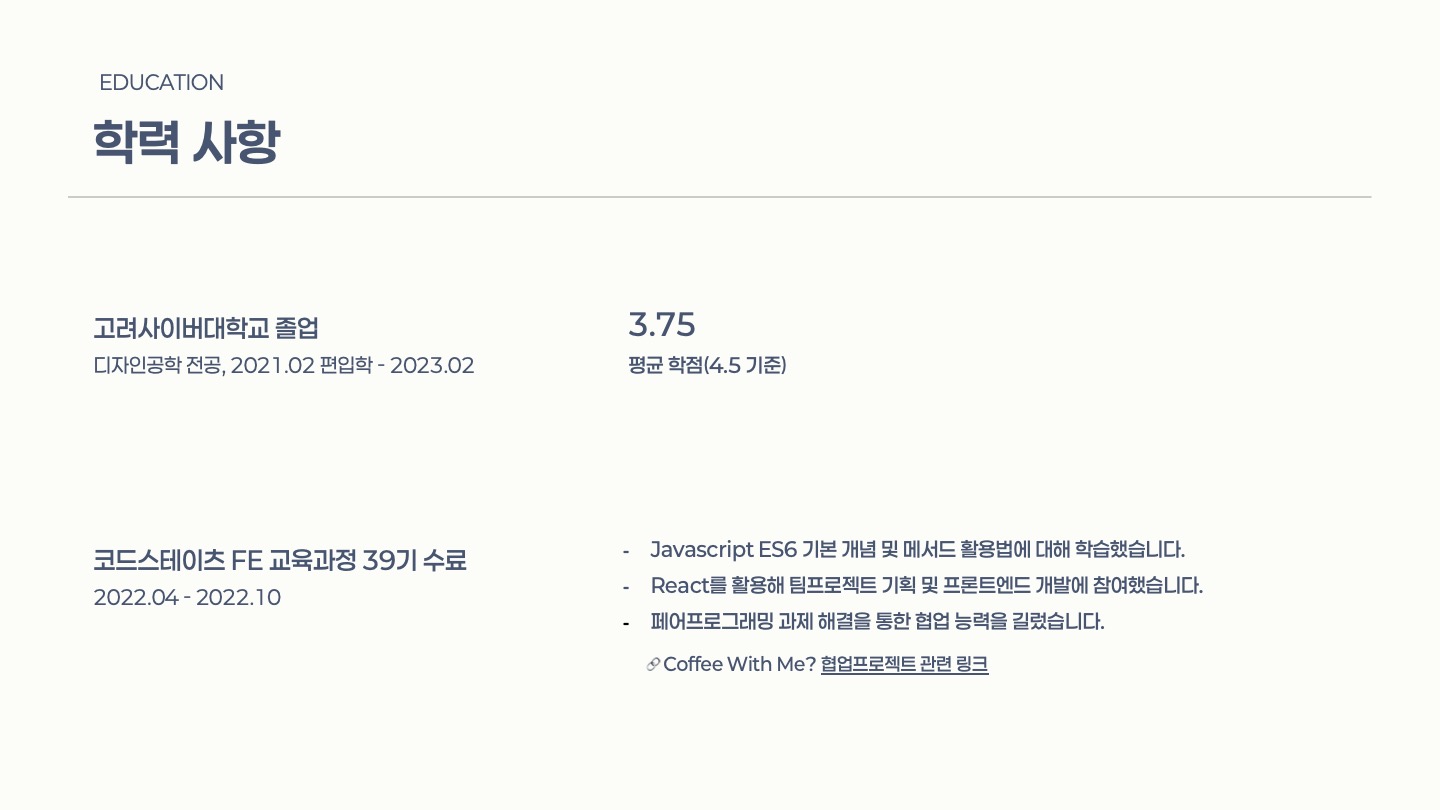 EDUCATION
학력 사항
고려사이버대학교 졸업
디자인공학 전공, 2021.02 편입학 - 2023.02
3.75
평균 학점(4.5 기준)
코드스테이츠 FE 교육과정 39기 수료
2022.04 - 2022.10
- Javascript ES6 기본 개념 및 메서드 활용법에 대해 학습했습니다.
- React를 활용해 팀프로젝트 기획 및 프론트엔드 개발에 참여했습니다.
- 페어프로그래밍 과제 해결을 통한 협업 능력을 길렀습니다.
🔗Coffee With Me? 협업프로젝트 관련 링크